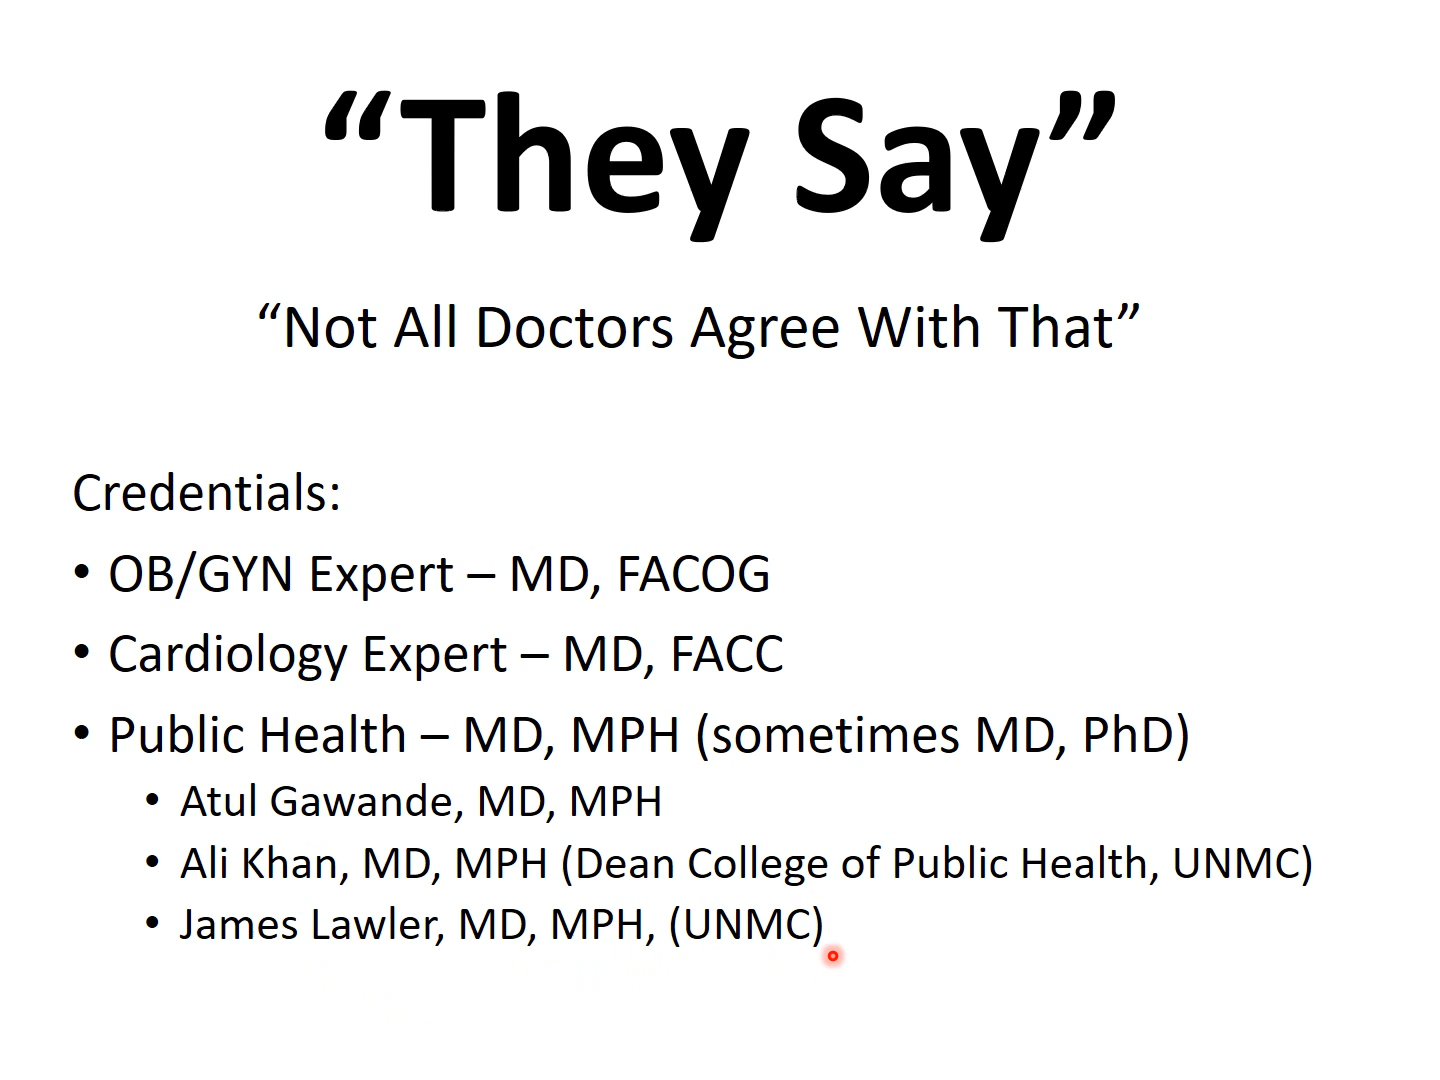 “They Say”
“Not All Doctors Agree With That”
Credentials:
• OB/GYN Expert – MD, FACOG
• Cardiology Expert – MD, FACC
• Public Health – MD, MPH (sometimes MD, PhD)
• Atul Gawande, MD, MPH
• Ali Khan, MD, MPH (Dean College of Public Health, UNMC)
• James Lawler, MD, MPH, (UNMC)